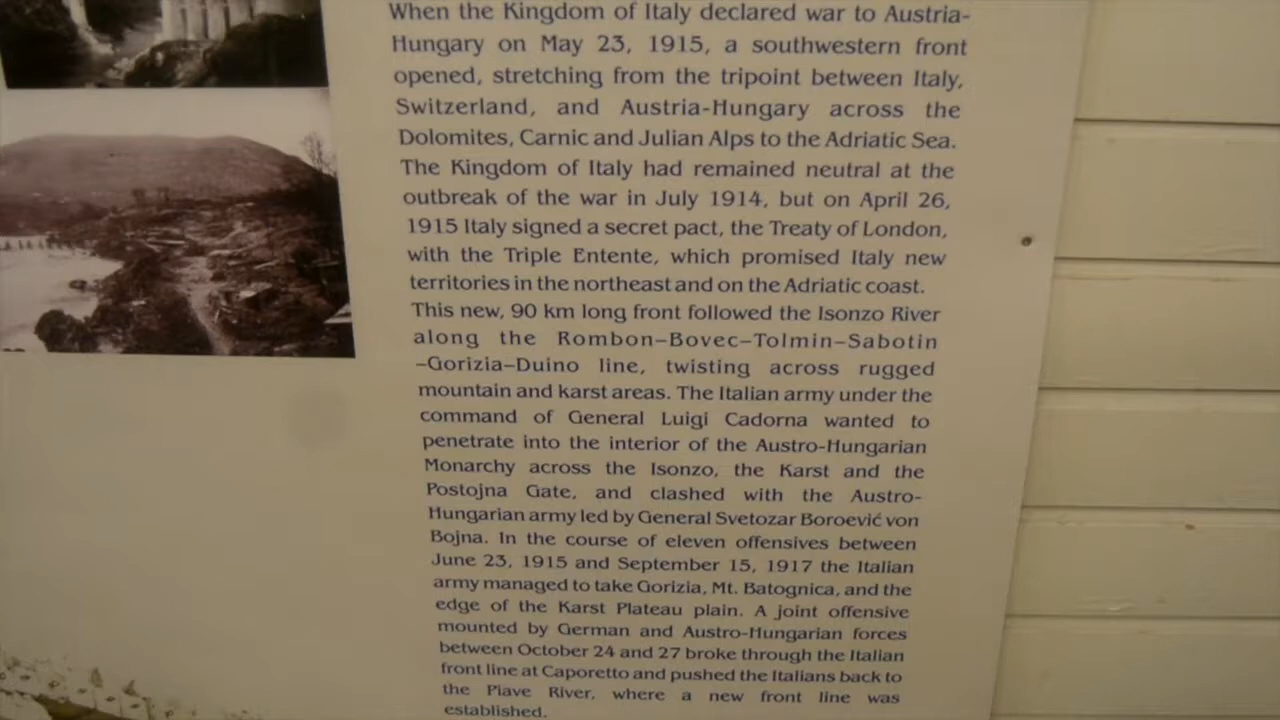 When the Kingdom of Italy declared war to Austria-
Hungary on May 23, 1915, a southwestern front
opened, stretching from the tripoint between Italy,
Switzerland, and Austria-Hungary across the
Dolomites, Carnic and Julian Alps to the Adriatic Sea.
The Kingdom of Italy had remained neutral at the
outbreak of the war in July 1914, but on April 26,
1915 Italy signed a secret pact, the Treaty of London,
with the Triple Entente, which promised Italy new
territories in the northeast and on the Adriatic coast.
This new, 90 km long front followed the Isonzo River
along the Rombon–Bovec–Tolmin–Sabotin
–Gorizia–Duino line, twisting across rugged
mountain and karst areas. The Italian army under the
command of General Luigi Cadorna wanted to
penetrate into the interior of the Austro-Hungarian
Monarchy across the Isonzo, the Karst and the
Postojna Gate, and clashed with the Austro-
Hungarian army led by General Svetozar Boroević von
Bojna. In the course of eleven offensives between
June 23, 1915 and September 15, 1917 the Italian
army managed to take Gorizia, Mt. Batognica, and the
edge of the Karst Plateau plain. A joint offensive
mounted by German and Austro-Hungarian forces
between October 24 and 27 broke through the Italian
front line at Caporetto and pushed the Italians back to
the Piave River, where a new front line was
established.